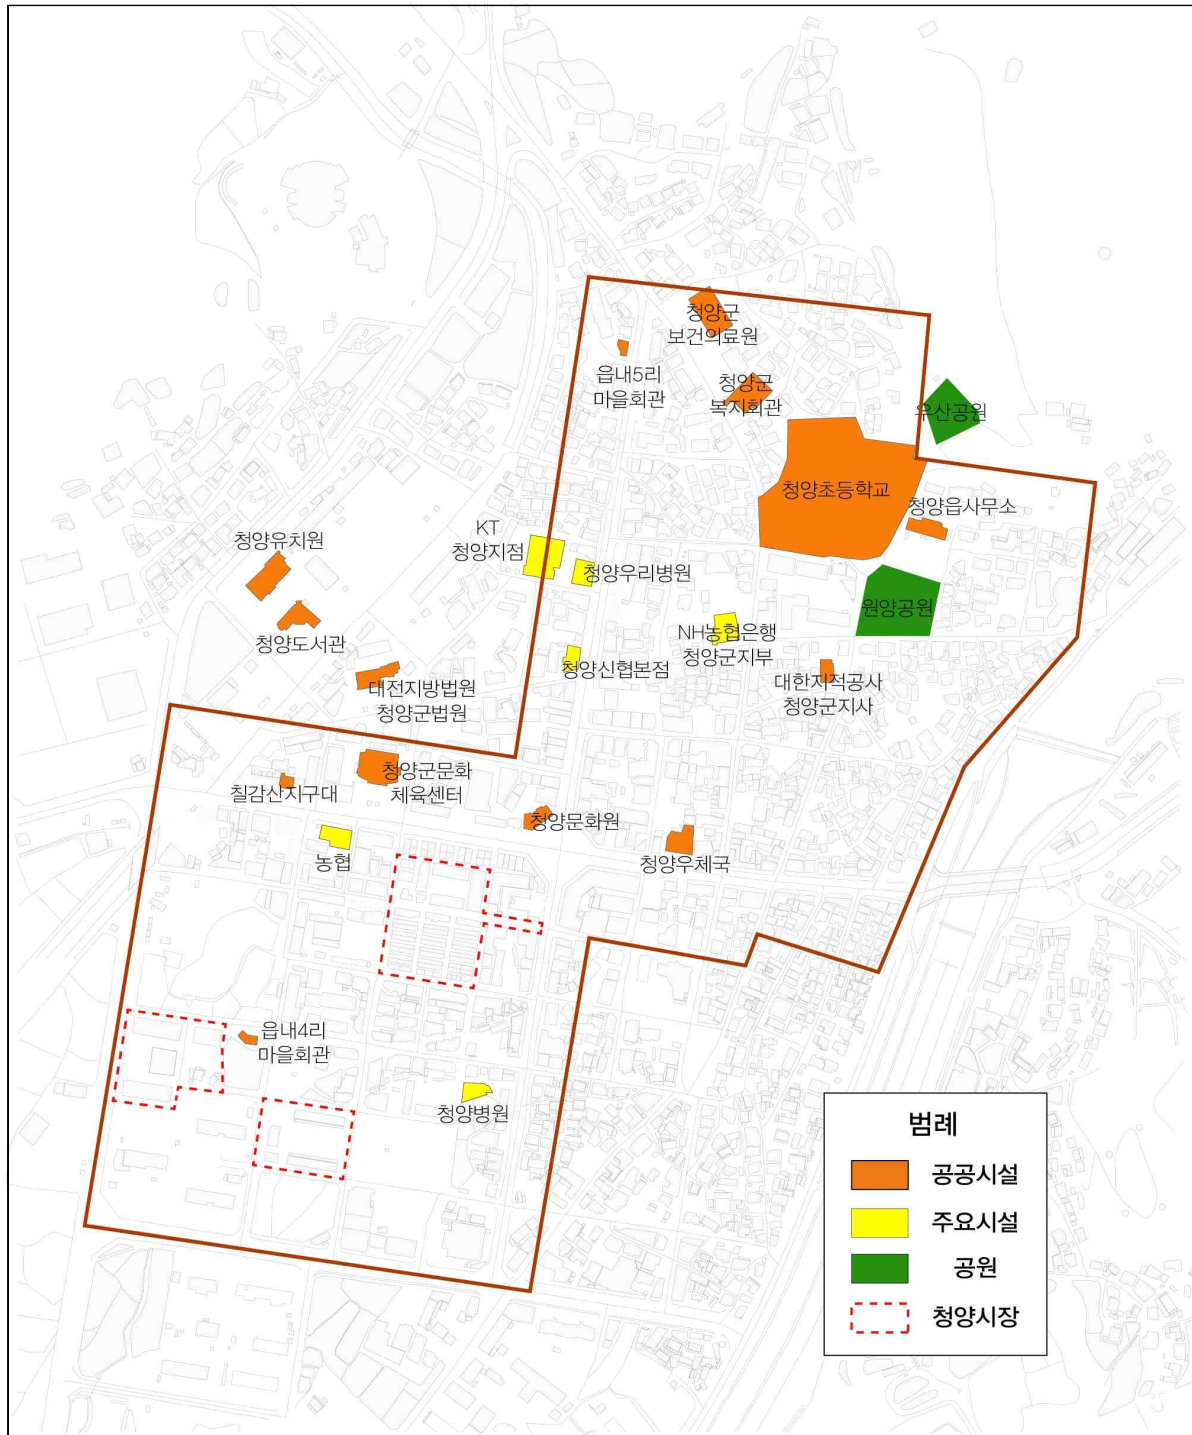 청양군
보건의료원
읍내5리
마을회관
청양군
복지회관
우산공원
청양초등학교
청양읍사무소
KT
청양지점
청양우리병원
청양유치원
원양공원
NH농협은행
청양군지부
청양도서관
청양신협본점
대한지적공사
청양군지사
대전지방법원
청양군법원
청양군문화
체육센터
칠갑산지구대
청양문화원
농협
청양우체국
읍내4리
마을회관
청양병원
범례
공공시설
주요시설
공원
청양시장